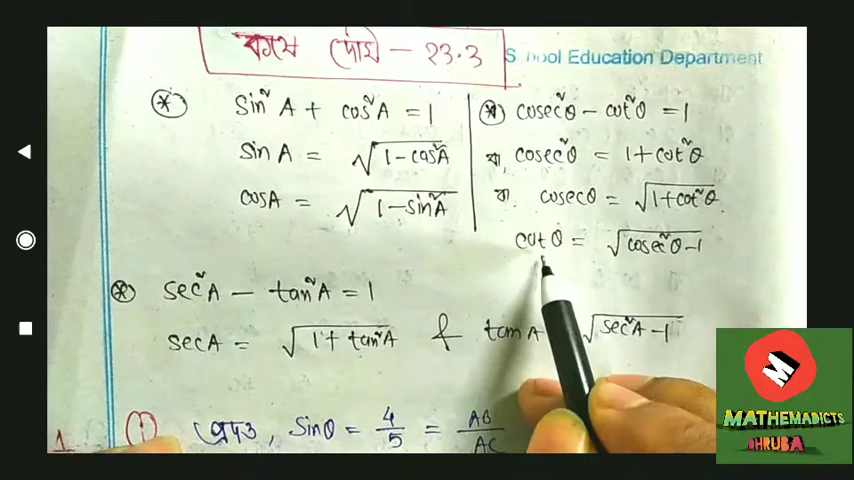 কষে দেখি – 23.3
School Education Department
sin²A + cos²A = 1
sinA = √1-cos²A
cosA = √1-sin²A
cosec²θ - cot²θ = 1
বা, cosec²θ = 1+cot²θ
বা. cosecθ = √1+cot²θ.
cotθ = √cosec²θ-1
sec²A - tan²A = 1
secA = √1+tan²A & tanA √sec²A-1
1 (i) প্রদত্ত, Sinθ = 4/5 = AB/AC
MATHEMADICTS
DHRUBA